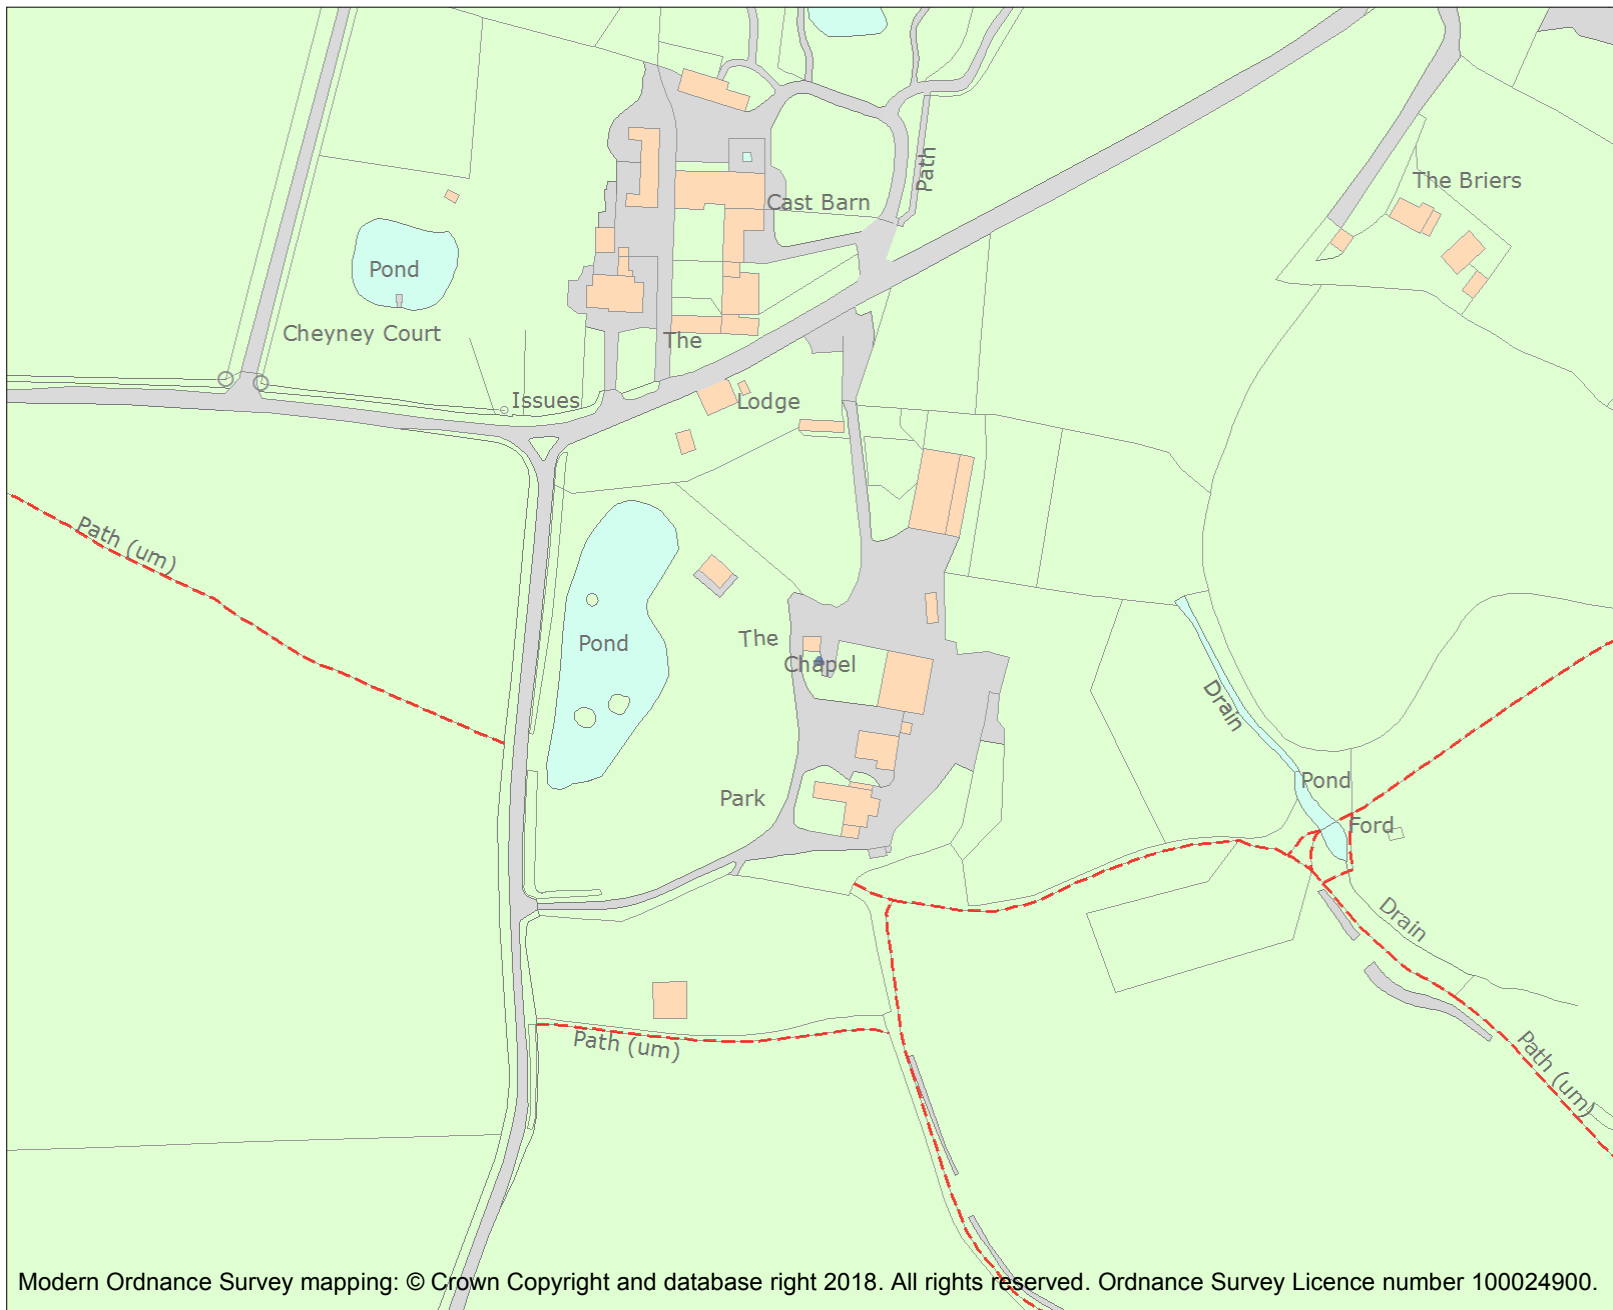 Path
The Briers
Cast Barn
Pond
Cheyney Court
The
Issues
Lodge
Path (um)
Pond
The
Chapel
Drain
Pond
Park
Ford
Drain
Path (um)
Path (um)
Modern Ordnance Survey mapping: © Crown Copyright and database right 2018. All rights reserved. Ordnance Survey Licence number 100024900.